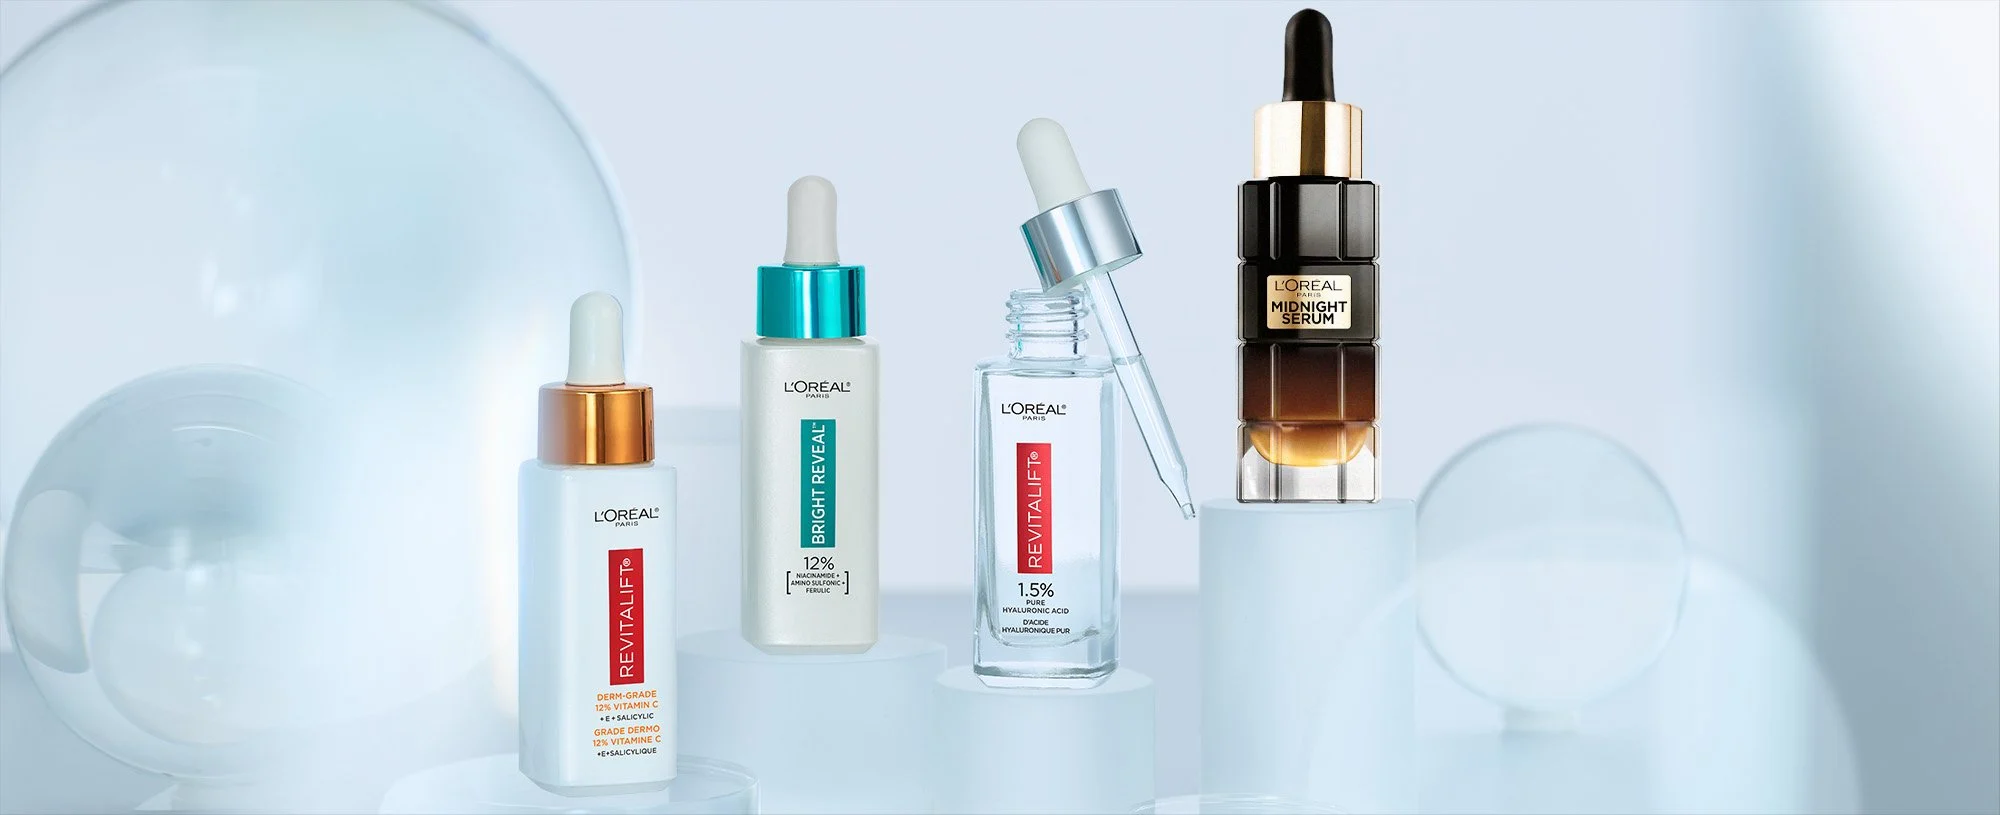 L'ORÉAL®
PARIS
REVITALIFT®
DERM-GRADE
12% VITAMIN C
+ E + SALICYLIC
GRADE DERMO
12% VITAMINE C
+E+SALICYLIQUE
L'ORÉAL®
PARIS
BRIGHT REVEAL™
12%
[NIACINAMIDE +
AMINO SULFONIC +
FERULIC]
L'ORÉAL®
PARIS
REVITALIFT®
1.5%
PURE
HYALURONIC ACID
D'ACIDE
HYALURONIQUE PUR
L'ORÉAL
PARIS
MIDNIGHT
SERUM